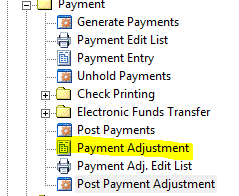 Payment
Generate Payments
Payment Edit List
Payment Entry
Unhold Payments
Check Printing
Electronic Funds Transfer
Post Payments
Payment Adjustment
Payment Adj. Edit List
Post Payment Adjustment